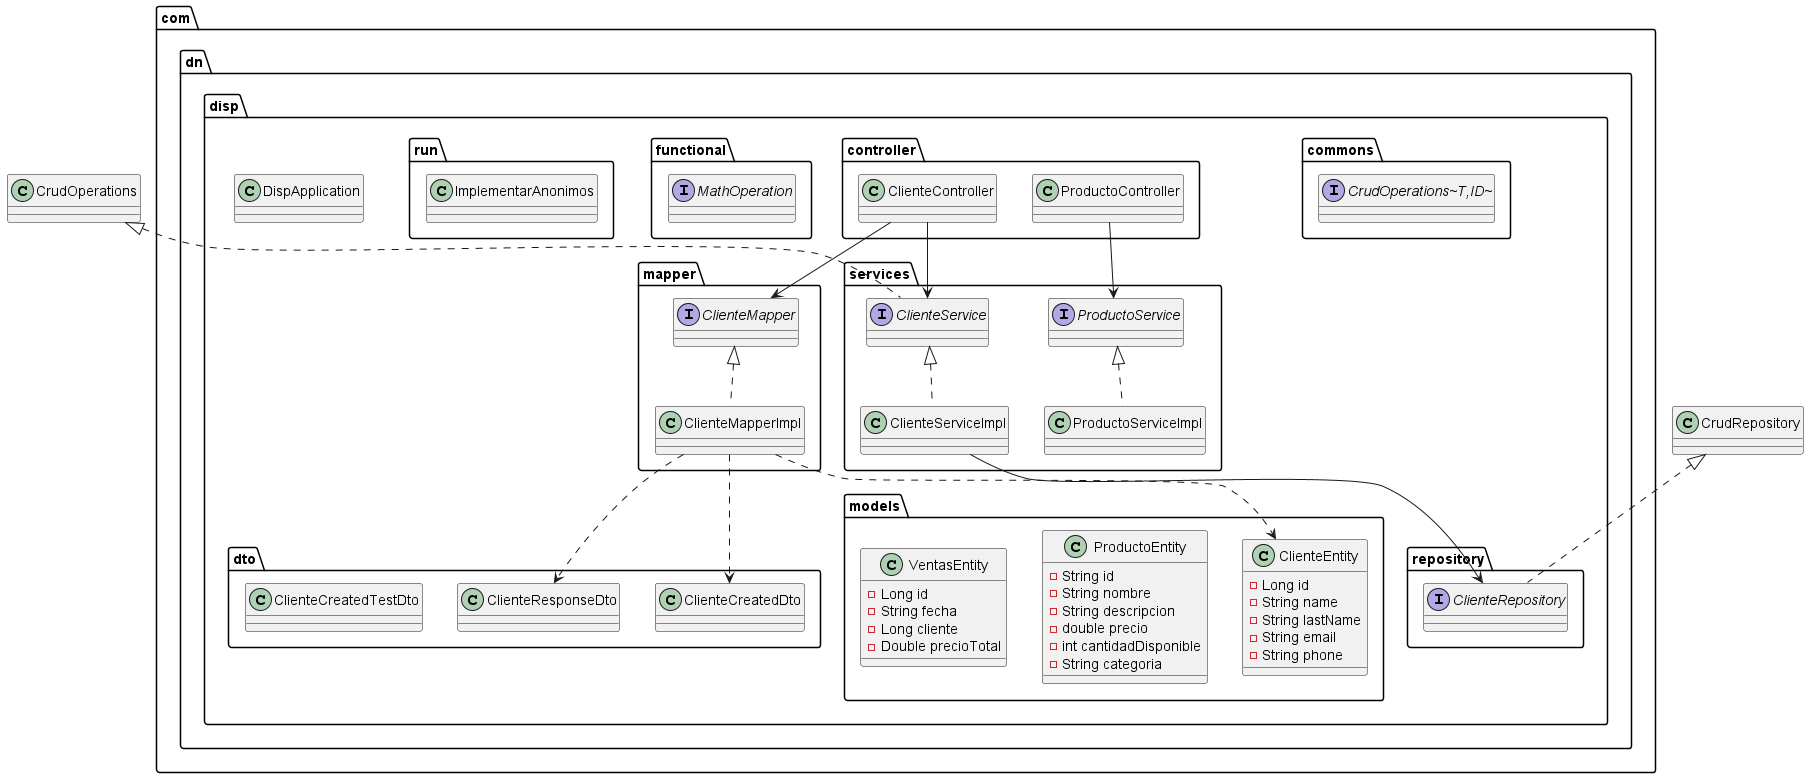 com
dn
disp
run
functional
controller
commons
C CrudOperations
C DispApplication
C ImplementarAnonimos
I MathOperation
C ClienteController
C ProductoController
I CrudOperations~T,ID~
mapper
services
I ClienteMapper
I ClienteService
I ProductoService
C ClienteMapperImpl
C ClienteServiceImpl
C ProductoServiceImpl
C CrudRepository
models
dto
repository
C ClienteCreatedTestDto
C ClienteResponseDto
C ClienteCreatedDto
C VentasEntity
Long id
String fecha
Long cliente
Double precioTotal
C ProductoEntity
String id
String nombre
String descripcion
double precio
int cantidadDisponible
String categoria
C ClienteEntity
Long id
String name
String lastName
String email
String phone
I ClienteRepository